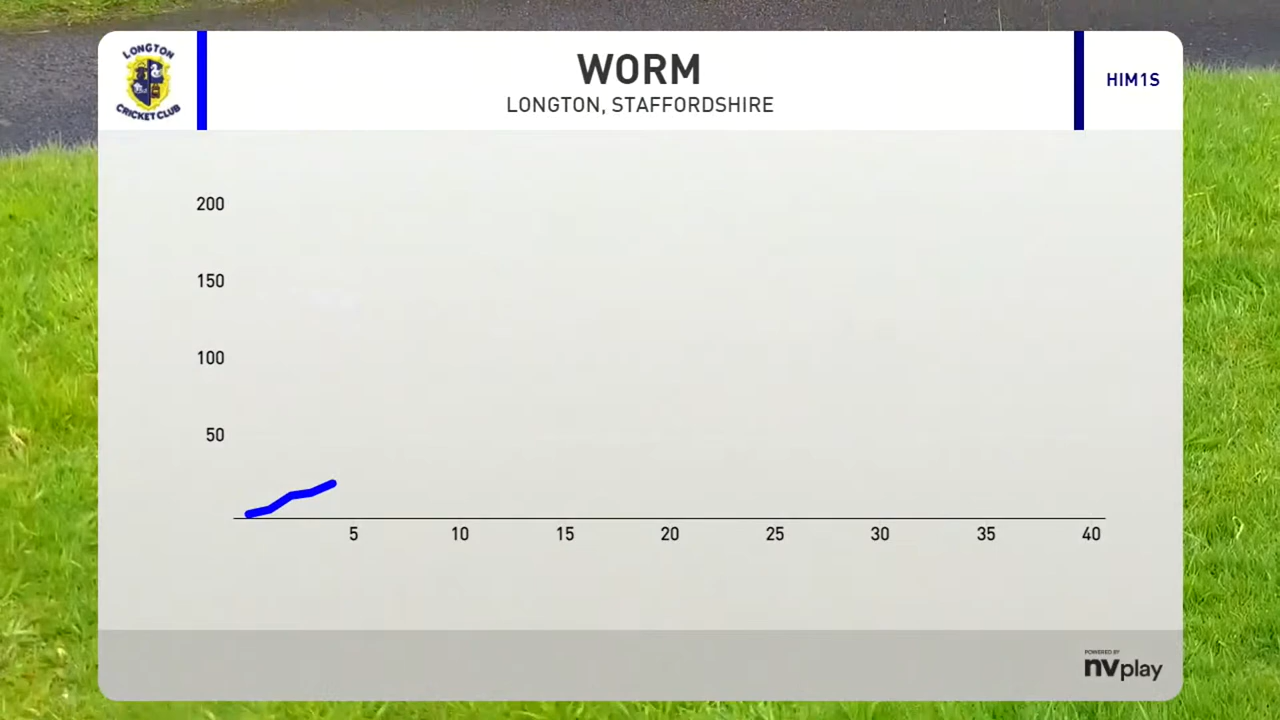 LONGTON
CRICKET CLUB
WORM
LONGTON, STAFFORDSHIRE
HIM1S
200
150
100
50
5 10 15 20 25 30 35 40
POWERED BY
nvplay